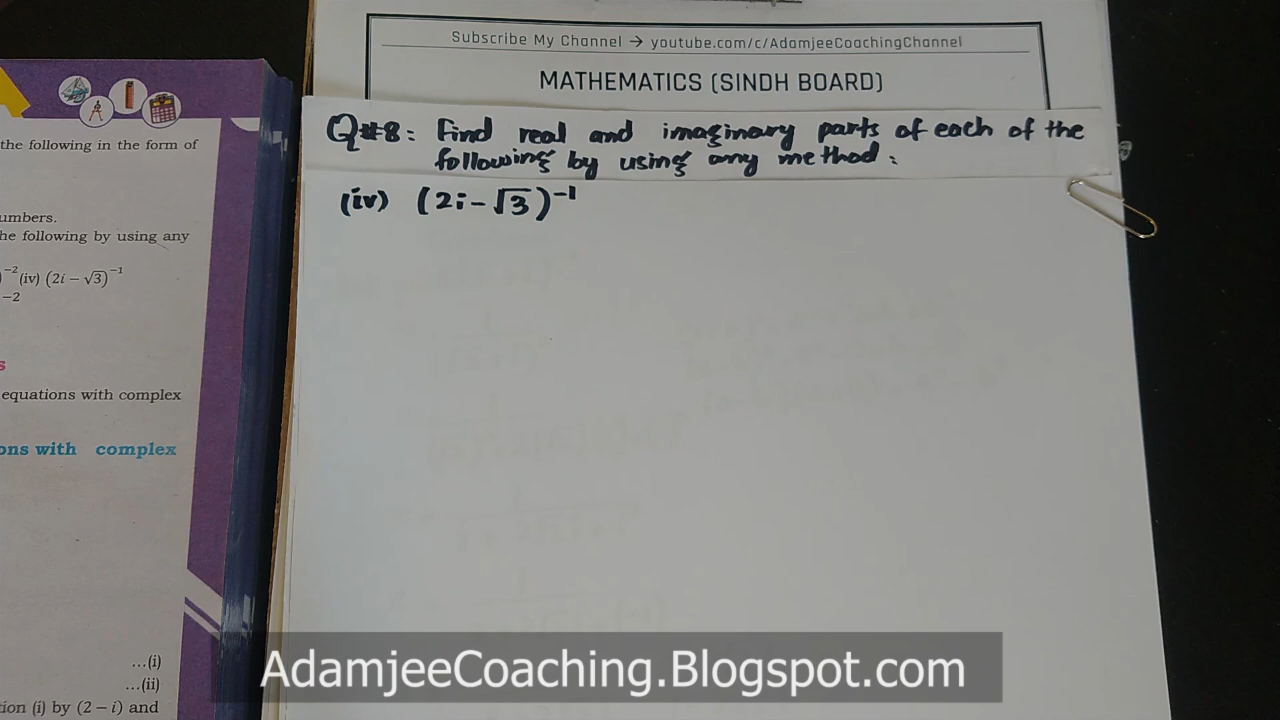 Subscribe My Channel → youtube.com/c/AdamjeeCoachingChannel
MATHEMATICS (SINDH BOARD)
Q#8: Find real and imaginary parts of each of the
following by using any method:
(iv) (2i-√3)⁻¹
the following in the form of
umbers.
he following by using any
)⁻² (iv) (2i – √3)⁻¹
–2
s
equations with complex
ons with complex
...(i)
...(ii)
tion (i) by (2 – i) and
AdamjeeCoaching.Blogspot.com